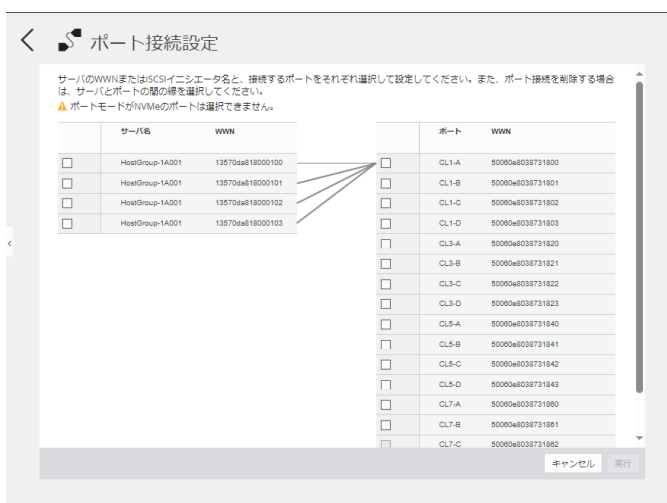 ポート接続設定
サーバのWWNまたはiSCSIイニシエータ名と、接続するポートをそれぞれ選択して設定してください。また、ポート接続を削除する場合
は、サーバとポートの間の線を選択してください。
ポートモードがNVMeのポートは選択できません。
サーバ名 WWN
HostGroup-1A001 13570da818000100
HostGroup-1A001 13570da818000101
HostGroup-1A001 13570da818000102
HostGroup-1A001 13570da818000103
ポート WWN
CL1-A 50060e8038731800
CL1-B 50060e8038731801
CL1-C 50060e8038731802
CL1-D 50060e8038731803
CL3-A 50060e8038731820
CL3-B 50060e8038731821
CL3-C 50060e8038731822
CL3-D 50060e8038731823
CL5-A 50060e8038731840
CL5-B 50060e8038731841
CL5-C 50060e8038731842
CL5-D 50060e8038731843
CL7-A 50060e8038731860
CL7-B 50060e8038731861
CL7-C 50060e8038731862
キャンセル 実行